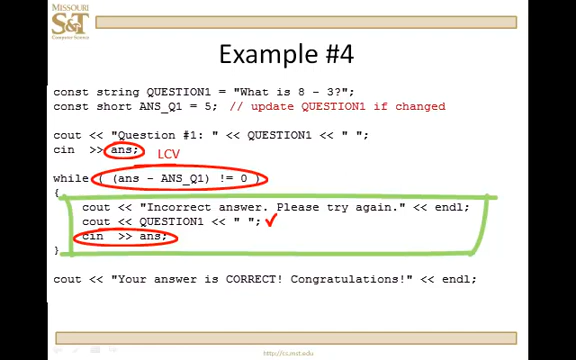 MISSOURI
S&T
Computer Science
Example #4
const string QUESTION1 = "What is 8 - 3?";
const short ANS_Q1 = 5;  // update QUESTION1 if changed
cout << "Question #1: " << QUESTION1 << " ";
cin  >> ans;
LCV
while ( (ans - ANS_Q1) != 0 )
{
cout << "Incorrect answer. Please try again." << endl;
cout << QUESTION1 << " ";
cin  >> ans;
}
cout << "Your answer is CORRECT! Congratulations!" << endl;
http://cs.mst.edu